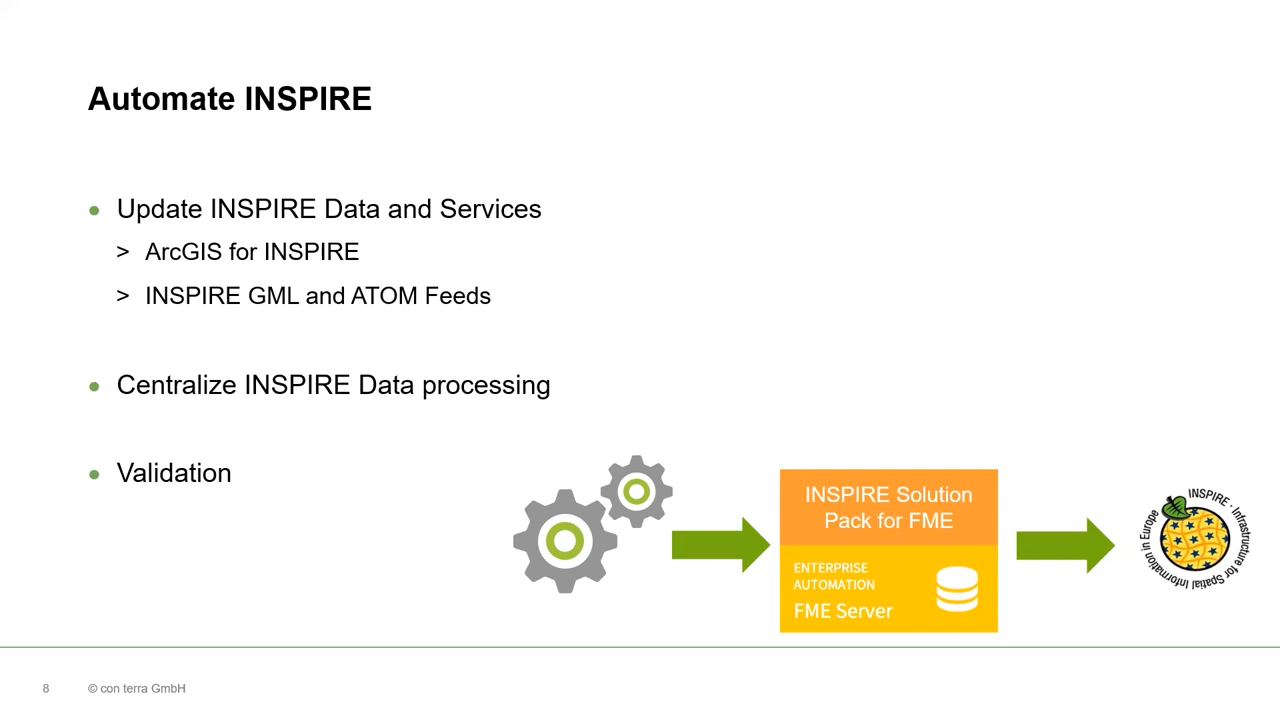 Automate INSPIRE
• Update INSPIRE Data and Services
> ArcGIS for INSPIRE
> INSPIRE GML and ATOM Feeds
• Centralize INSPIRE Data processing
• Validation
INSPIRE Solution
Pack for FME
ENTERPRISE
AUTOMATION
FME Server
INSPIRE · Infrastructure for Spatial Information in Europe
8
© con terra GmbH